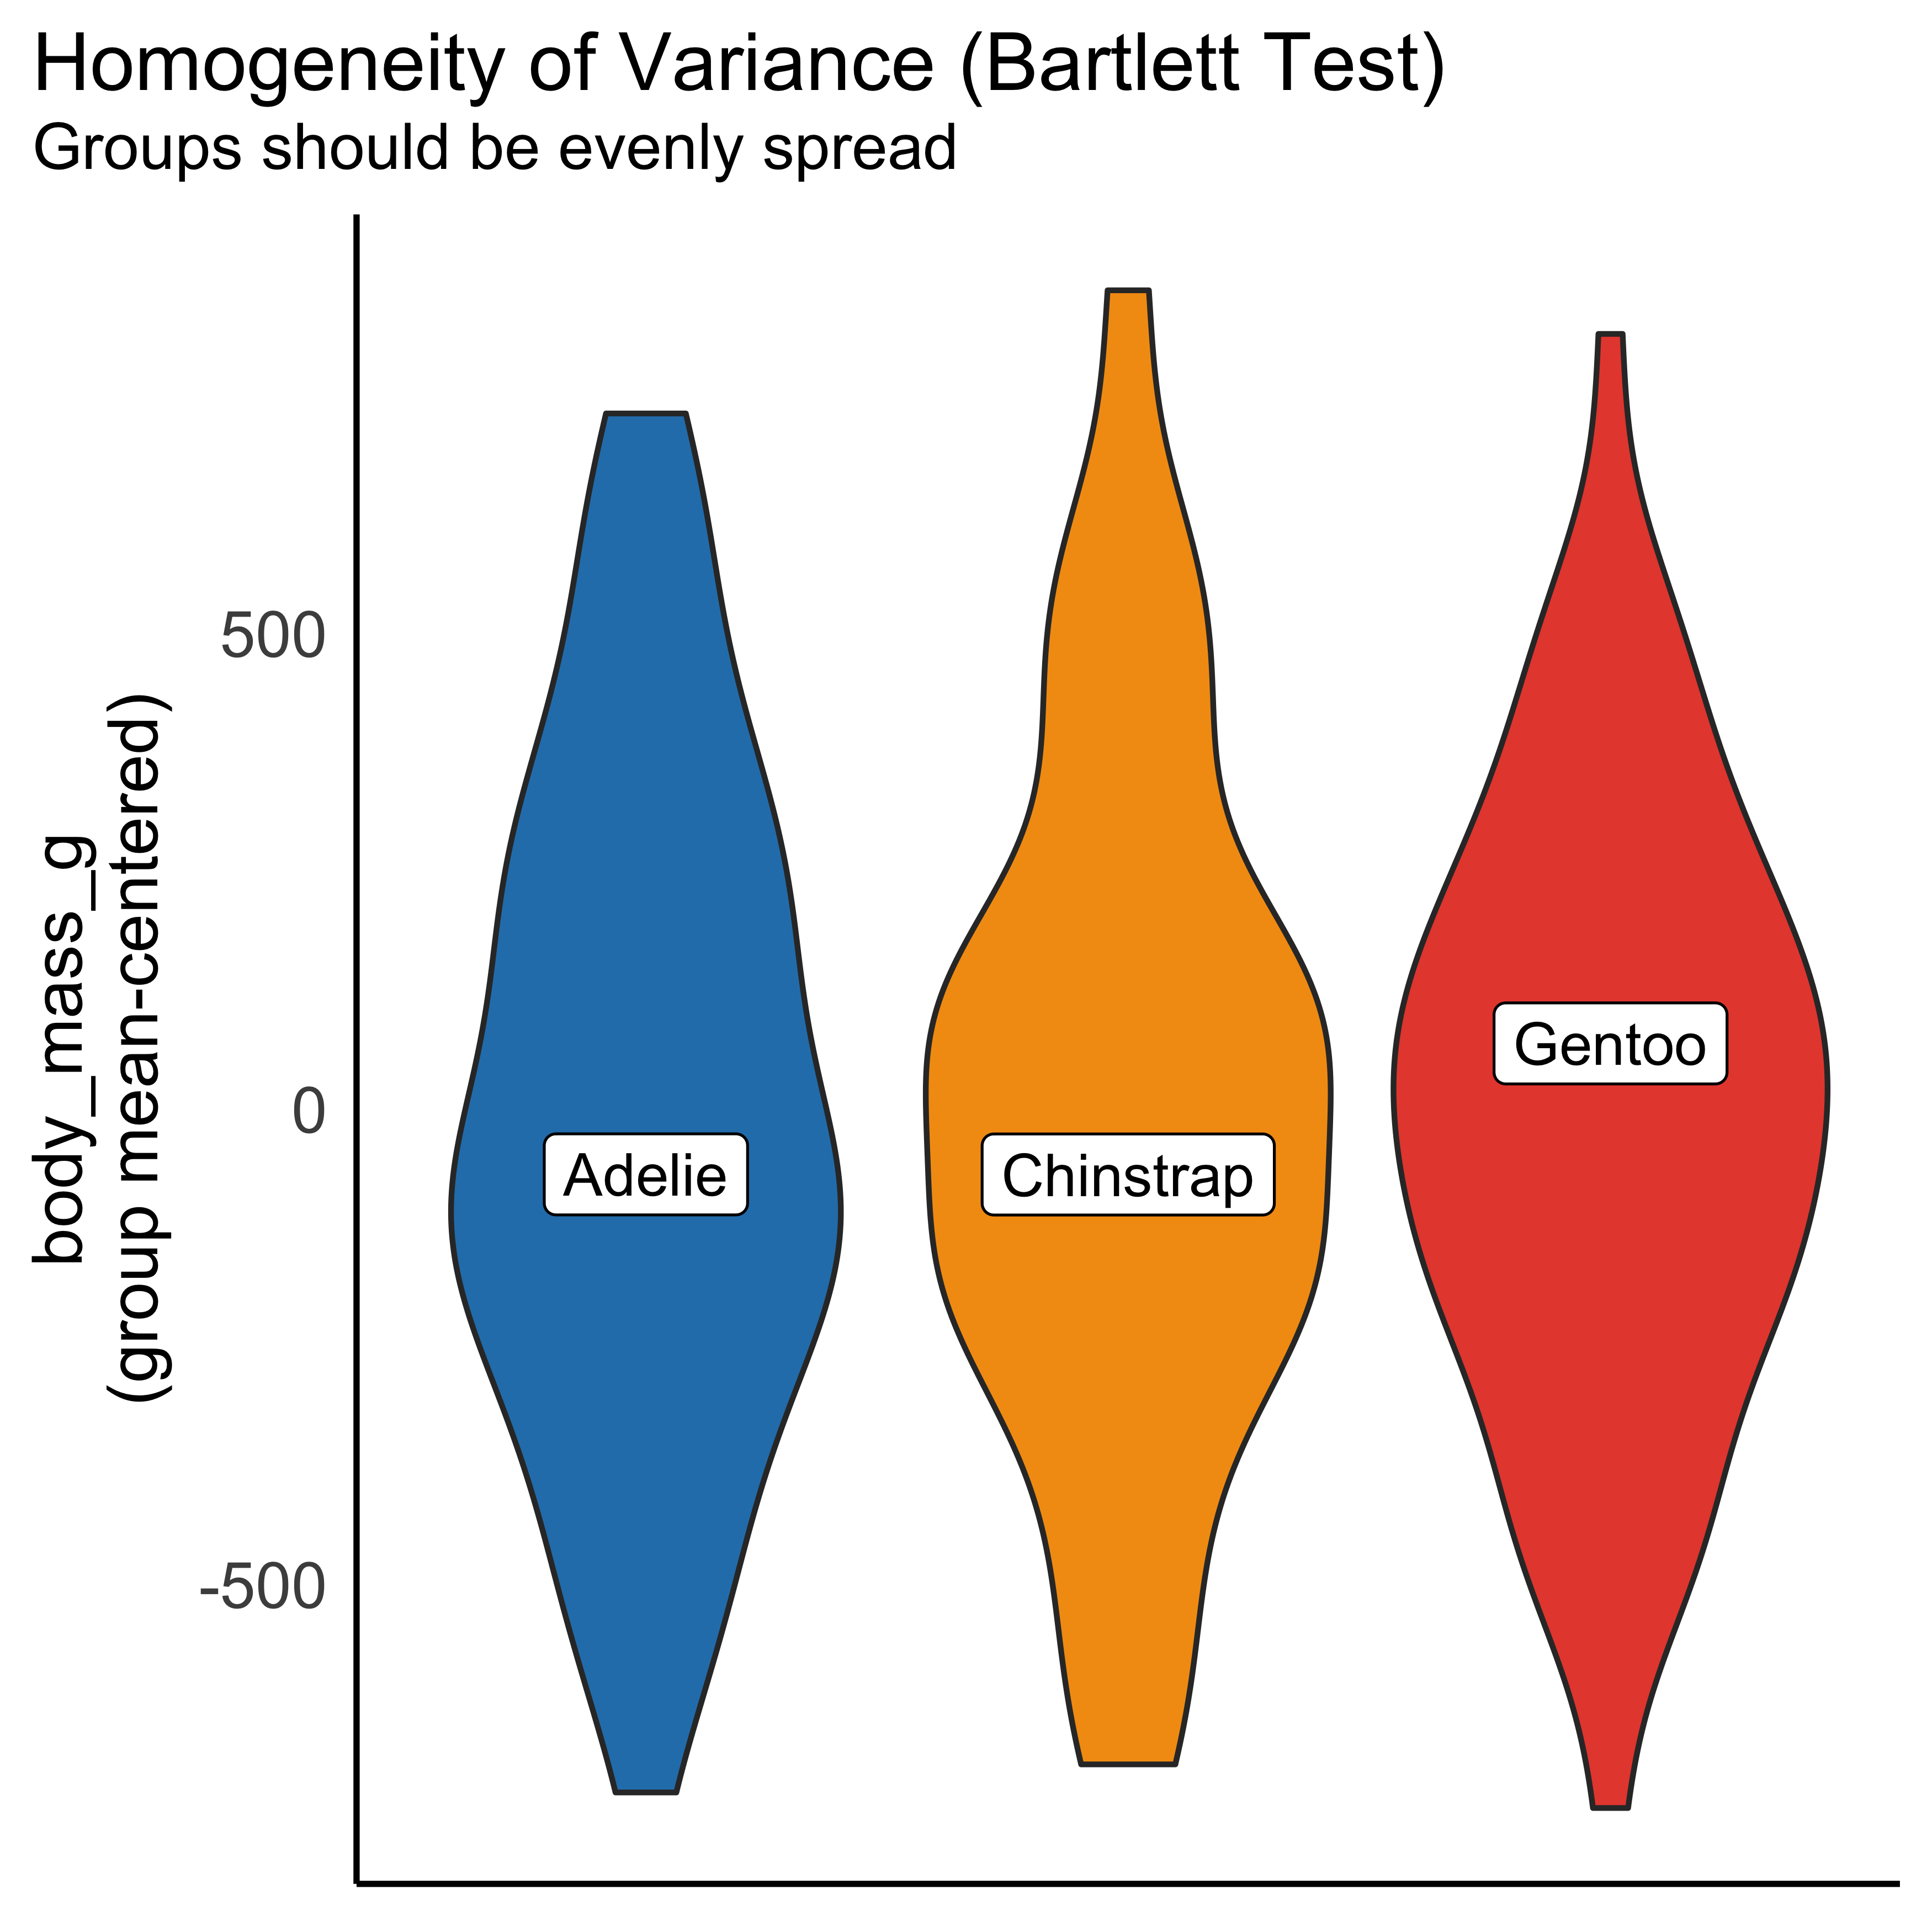 Homogeneity of Variance (Bartlett Test)
Groups should be evenly spread
body_mass_g
(group mean-centered)
500
0
-500
Adelie
Chinstrap
Gentoo